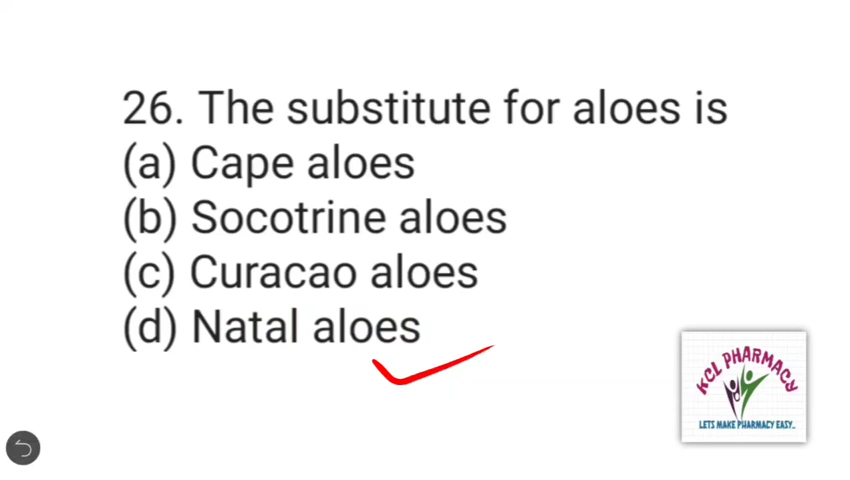 26. The substitute for aloes is
(a) Cape aloes
(b) Socotrine aloes
(c) Curacao aloes
(d) Natal aloes
KCL PHARMACY
LETS MAKE PHARMACY EASY..